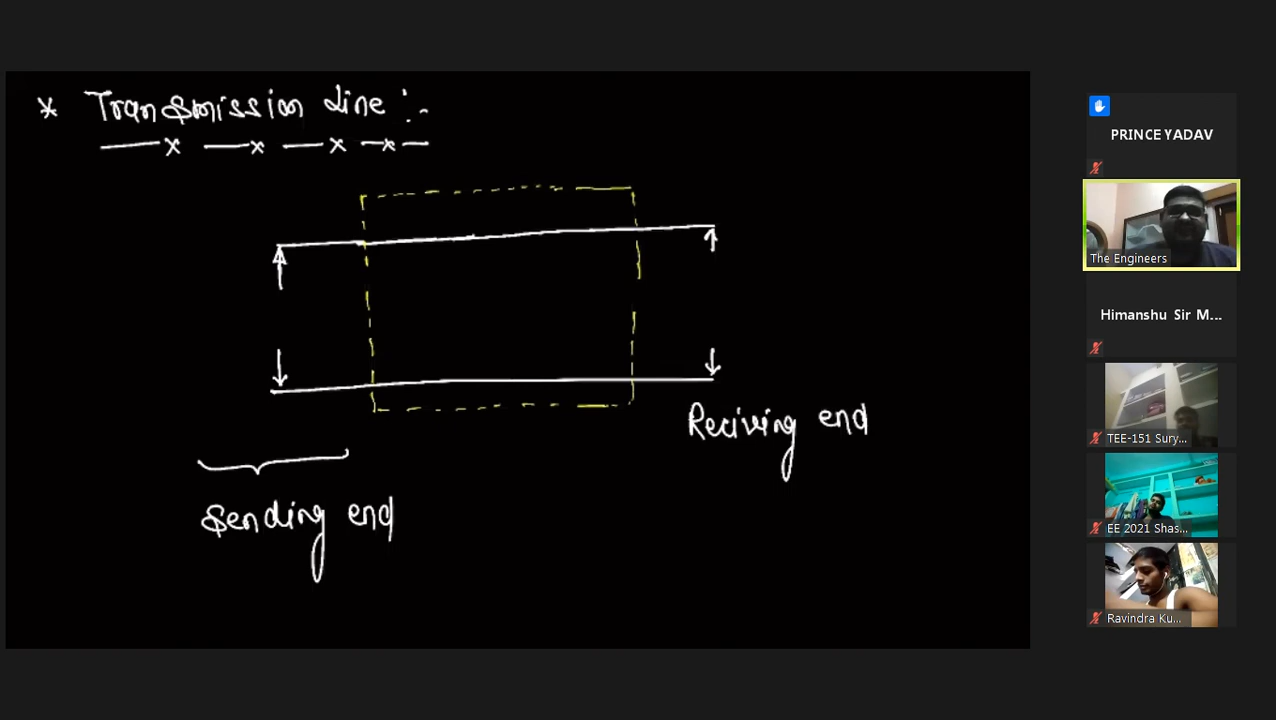 * Transmission Line :-
Reciving end
Sending end
PRINCE YADAV
The Engineers
Himanshu Sir M...
TEE-151 Sury...
EE 2021 Shas...
Ravindra Ku...